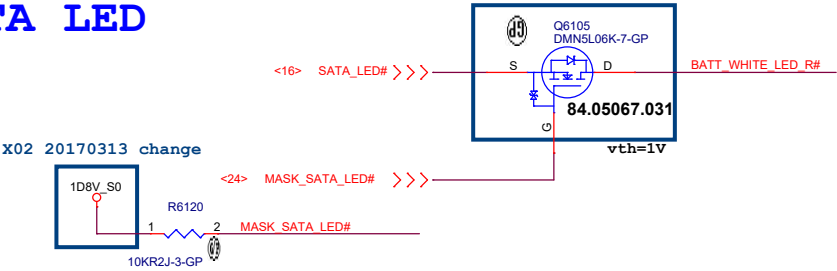 TA LED
Q6105
DMN5L06K-7-GP
<16> SATA_LED#
S
D
BATT_WHITE_LED_R#
84.05067.031
G
vth=1V
X02 20170313 change
<24> MASK_SATA_LED#
1D8V_S0
R6120
1
2
MASK_SATA_LED#
10KR2J-3-GP